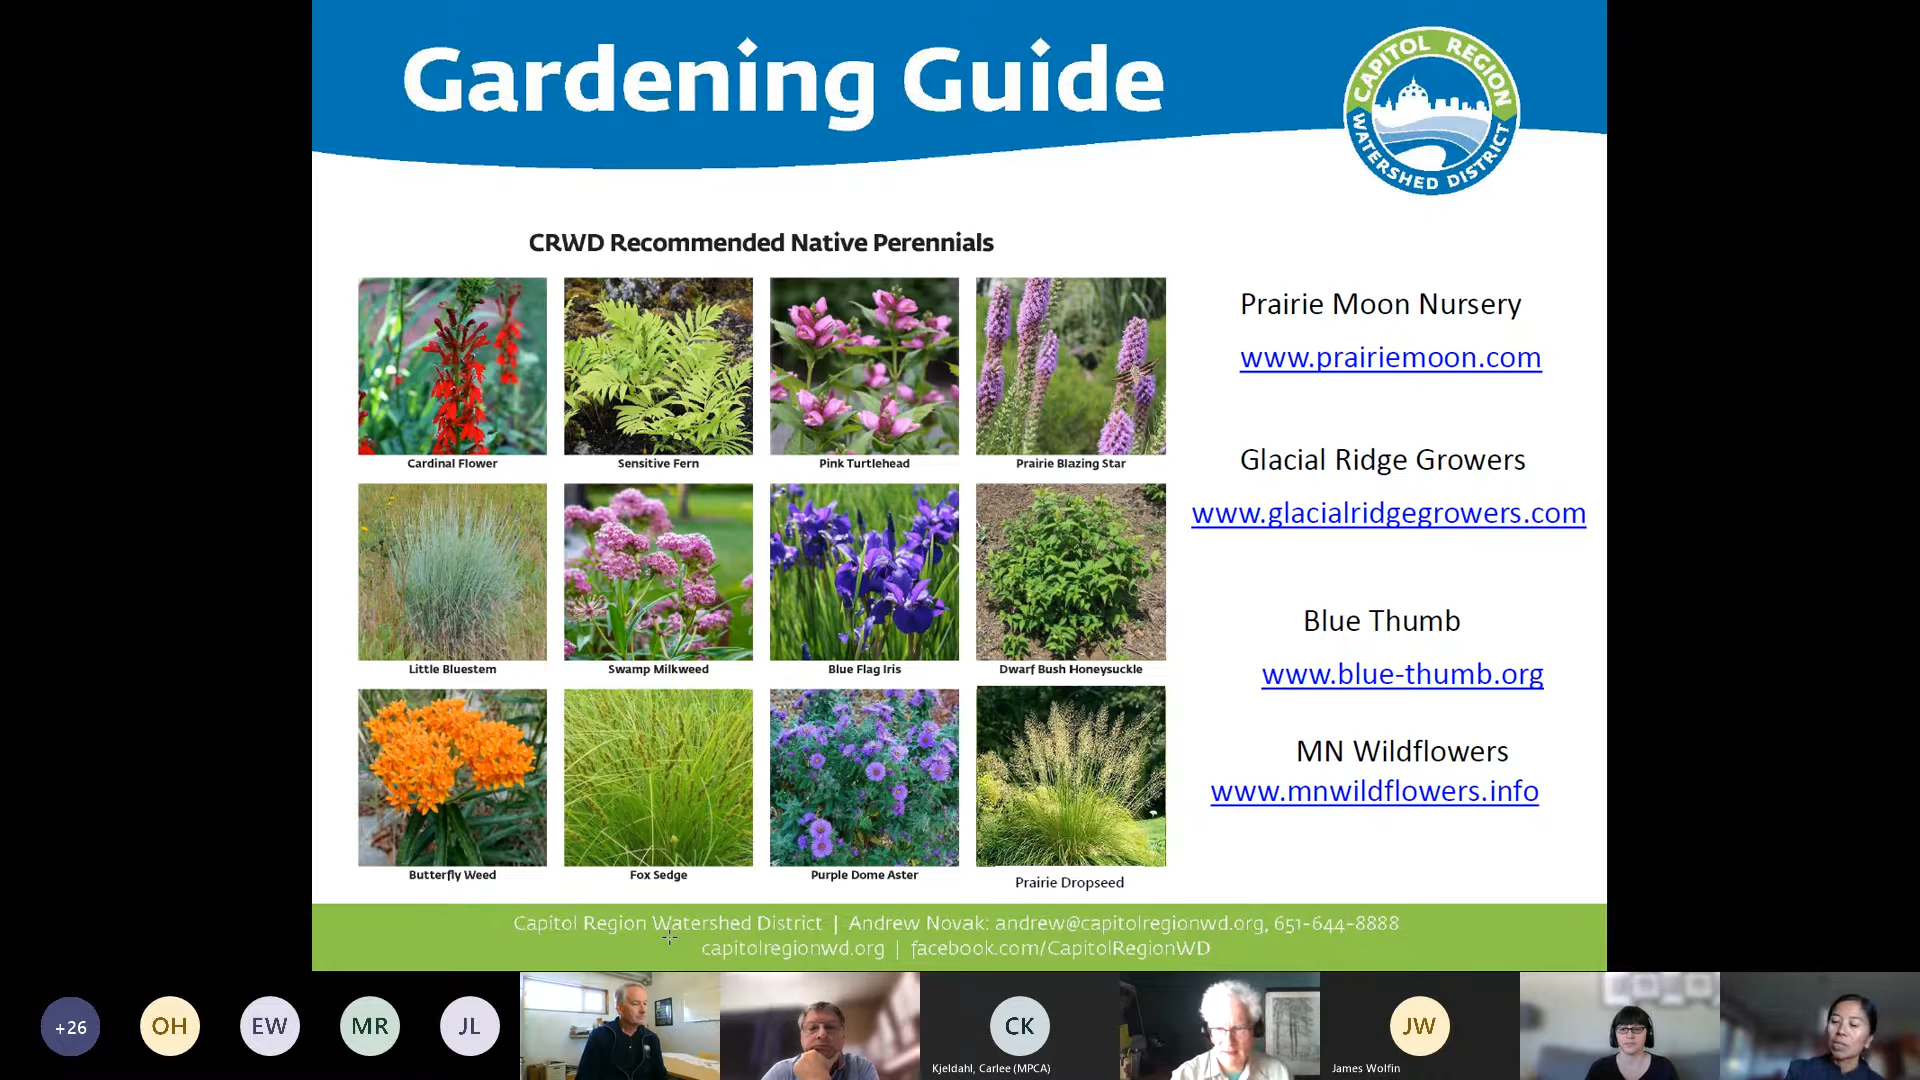 Gardening Guide
CAPITOL REGION
WATERSHED DISTRICT
CRWD Recommended Native Perennials
Cardinal Flower
Sensitive Fern
Pink Turtlehead
Prairie Blazing Star
Little Bluestem
Swamp Milkweed
Blue Flag Iris
Dwarf Bush Honeysuckle
Butterfly Weed
Fox Sedge
Purple Dome Aster
Prairie Dropseed
Prairie Moon Nursery
www.prairiemoon.com
Glacial Ridge Growers
www.glacialridgegrowers.com
Blue Thumb
www.blue-thumb.org
MN Wildflowers
www.mnwildflowers.info
Capitol Region Watershed District | Andrew Novak: andrew@capitolregionwd.org, 651-644-8888
capitolregionwd.org | facebook.com/CapitolRegionWD
+26
OH
EW
MR
JL
CK
Kjeldahl, Carlee (MPCA)
JW
James Wolfin